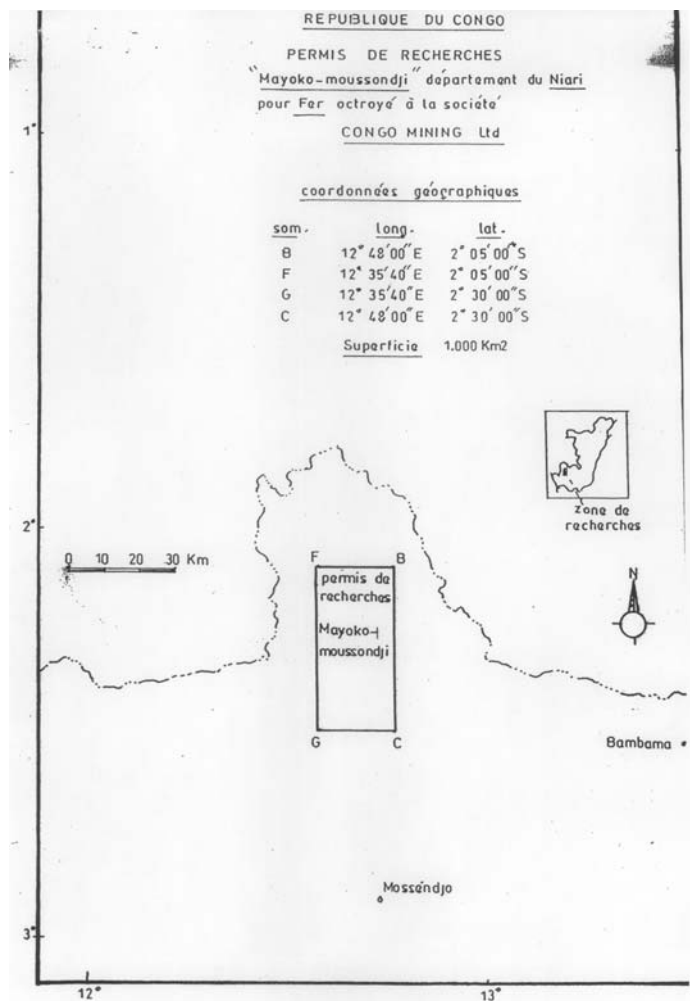 REPUBLIQUE DU CONGO
PERMIS DE RECHERCHES
"Mayoko-moussondji" département du Niari
pour Fer octroyé à la société
CONGO MINING Ltd
coordonnées géographiques
som. long. lat.
B 12° 48'00"E 2° 05'00"S
F 12° 35'40"E 2° 05'00"S
G 12° 35'40"E 2° 30'00"S
C 12° 48'00"E 2° 30'00"S
Superficie 1.000 Km2
1°
zone de
recherches
2°
0 10 20 30 Km
F B
N
permis de
recherches
Mayoko-
moussondji
G C
Bambama
Mosséndjo
3°
12° 13°